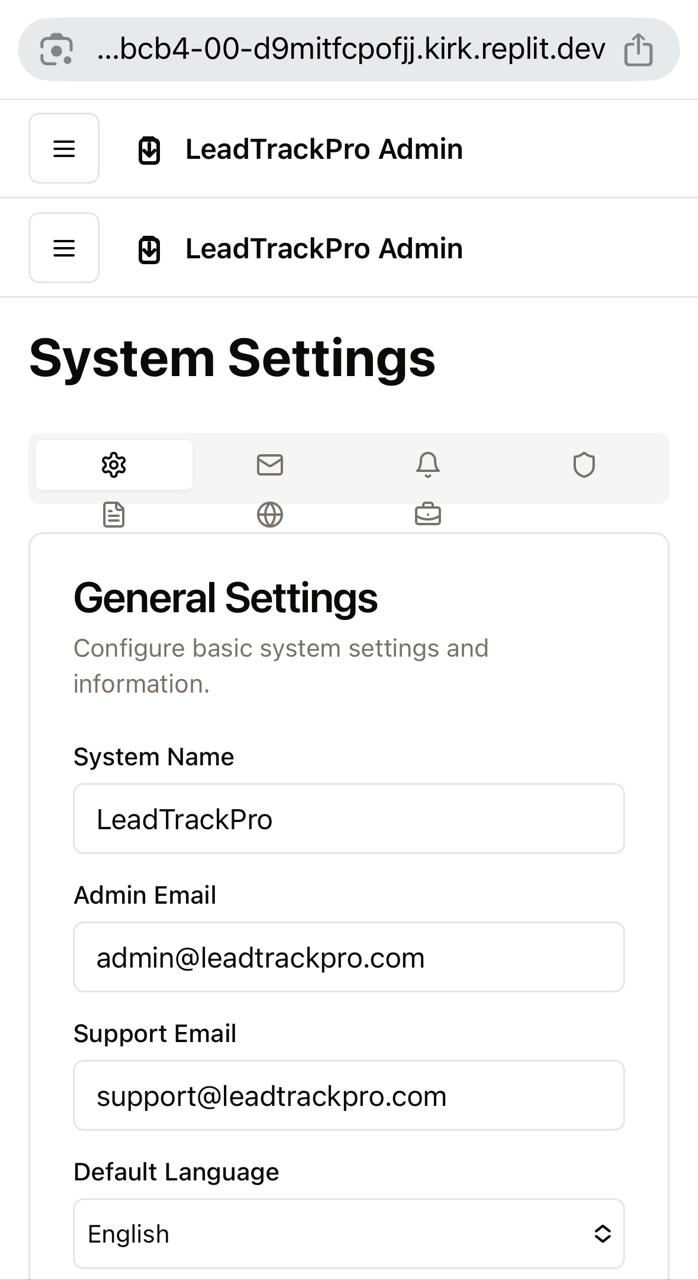 ...bcb4-00-d9mitfcpofjj.kirk.replit.dev
LeadTrackPro Admin
LeadTrackPro Admin
System Settings
General Settings
Configure basic system settings and
information.
System Name
LeadTrackPro
Admin Email
admin@leadtrackpro.com
Support Email
support@leadtrackpro.com
Default Language
English